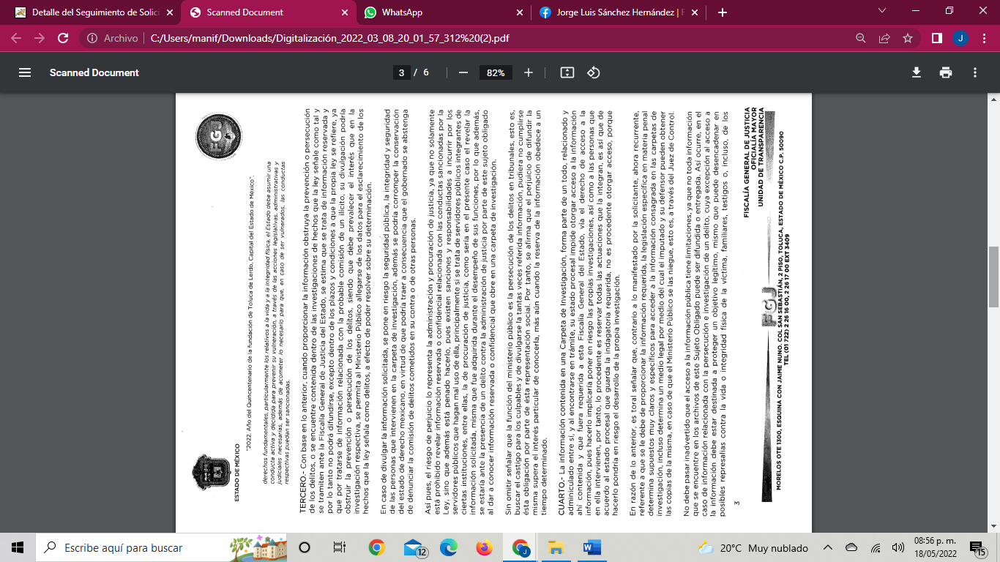 Detalle del Seguimiento de Solici
Scanned Document
WhatsApp
Jorge Luis Sánchez Hernández | F
Archivo
C:/Users/manif/Downloads/Digitalización_2022_03_08_20_01_57_312%20(2).pdf
J
Scanned Document
3 / 6
82%
FGJ
ESTADO DE MÉXICO
"2022. Año del Quincentenario de la fundación de Toluca de Lerdo, Capital del Estado de México".
derechos fundamentales, particularmente los relativos a la vida y a la integridad física, el Estado debe asumir una
conducta activa y decidida para prevenir su vulneración, a través de las acciones legislativas, administrativas y
judiciales necesarias, además de acometer lo necesario para que, en caso de ser vulnerados, las conductas
respectivas puedan ser sancionadas.
TERCERO.- Con base en lo anterior, cuando proporcionar la información obstruya la prevención o persecución
de los delitos, o se encuentre contenida dentro de las investigaciones de hechos que la ley señale como tal y
se tramiten ante la Fiscalía General de Justicia del Estado, se estima que se trata de información reservada y
por lo tanto no podrá difundirse, excepto dentro de los plazos y condiciones a que la propia ley se refiere, ya
que por tratarse de información relacionada con la probable comisión de un ilícito, su divulgación podría
obstruir la prevención o persecución de los delitos, siendo que debe prevalecer el interés que en la
investigación respectiva, se permita al Ministerio Público allegarse de los datos para el esclarecimiento de los
hechos que la ley señala como delitos, a efecto de poder resolver sobre su determinación.
En caso de divulgar la información solicitada, se pone en riesgo la seguridad pública, la integridad y seguridad
de las personas que intervienen en la carpeta de investigación, además se podría corromper la conservación
del estado de derecho mexicano, en virtud de que podría traer a consecuencia que el gobernado se abstenga
de denunciar la comisión de delitos cometidos en su contra o de otras personas.
Así pues, el riesgo de perjuicio lo representa la administración y procuración de justicia, ya que no solamente
está prohibido revelar información reservada o confidencial relacionada con las conductas sancionadas por la
Ley, sino que además está penado hacerlo, pues existen sanciones y responsabilidades a incurrir por los
servidores públicos que hagan mal uso de ella, principalmente si se trata de servidores públicos integrantes de
ciertas instituciones, entre ellas, la de procuración de justicia, como sería en el presente caso el revelar la
información solicitada, misma que fue adquirida durante el desempeño de sus funciones, por lo que además,
se estaría ante la presencia de un delito contra la administración de justicia por parte de este sujeto obligado
al dar a conocer información reservada o confidencial que obre en una carpeta de investigación.
Sin omitir señalar que la función del ministerio público es la persecución de los delitos en tribunales, esto es,
buscar el castigo para los culpables y de divulgarse la tantas veces referida información, pudiera no cumplirse
ésta obligación por parte de ésta representación social. Por tanto, se afirma que el perjuicio de difundir la
misma supera el interés particular de conocerla, más aún cuando la reserva de la información obedece a un
tiempo determinado.
CUARTO.- La información contenida en una Carpeta de Investigación, forma parte de un todo, relacionado y
adminiculado entre sí, y al encontrarse en trámite, su estado procesal impide otorgar acceso a la información
ahí contenida y que fuera requerida a esta Fiscalía General del Estado, vía el derecho de acceso a la
información, pues hacerlo implicaría poner en riesgo las propias investigaciones, así como a las personas que
en ella intervienen, por tanto, lo procedente es reservar todas las actuaciones que la integran, es así que de
acuerdo al estado procesal que guarda la indagatoria requerida, no es procedente otorgar acceso, porque
hacerlo pondría en riesgo el desarrollo de la propia investigación.
En razón de lo anterior, es toral señalar que, contrario a lo manifestado por la solicitante, ahora recurrente,
referente a que se le debe de proporcionar la información requerida, la legislación específica en materia penal
determina supuestos muy claros y específicos para acceder a la información consagrada en las carpetas de
investigación, incluso determina un medio legal por medio del cual el imputado y su defensor pueden obtener
las copias de la misma, en caso de que el Ministerio Público se las niegue, esto es, a través del Juez de Control.
No debe pasar inadvertido que el acceso a la información pública tiene limitaciones, ya que no toda información
que se encuentre en los archivos de este Sujeto Obligado puede ser difundida o entregada. Así ocurre, en el
caso de información relacionada con la persecución e investigación de un delito, cuya excepción al acceso a
la información debe estar destinada a proteger un objetivo legítimo, mismo que puede desencadenar en
posibles represalias contra la vida o integridad física de la víctima, familiares, testigos o, incluso, de los
3
FISCALÍA GENERAL DE JUSTICIA
OFICIALÍA MAYOR
UNIDAD DE TRANSPARENCIA
FGJ
MORELOS OTE 1300, ESQUINA CON JAIME NUNO. COL SAN SEBASTIÁN, 2 PISO, TOLUCA, ESTADO DE MÉXICO C.P. 50090
TEL (01 722) 2 26 16 00, 2 26 17 00 EXT 3409
Escribe aquí para buscar
12
J
20°C Muy nublado
08:56 p. m.
18/05/2022
15